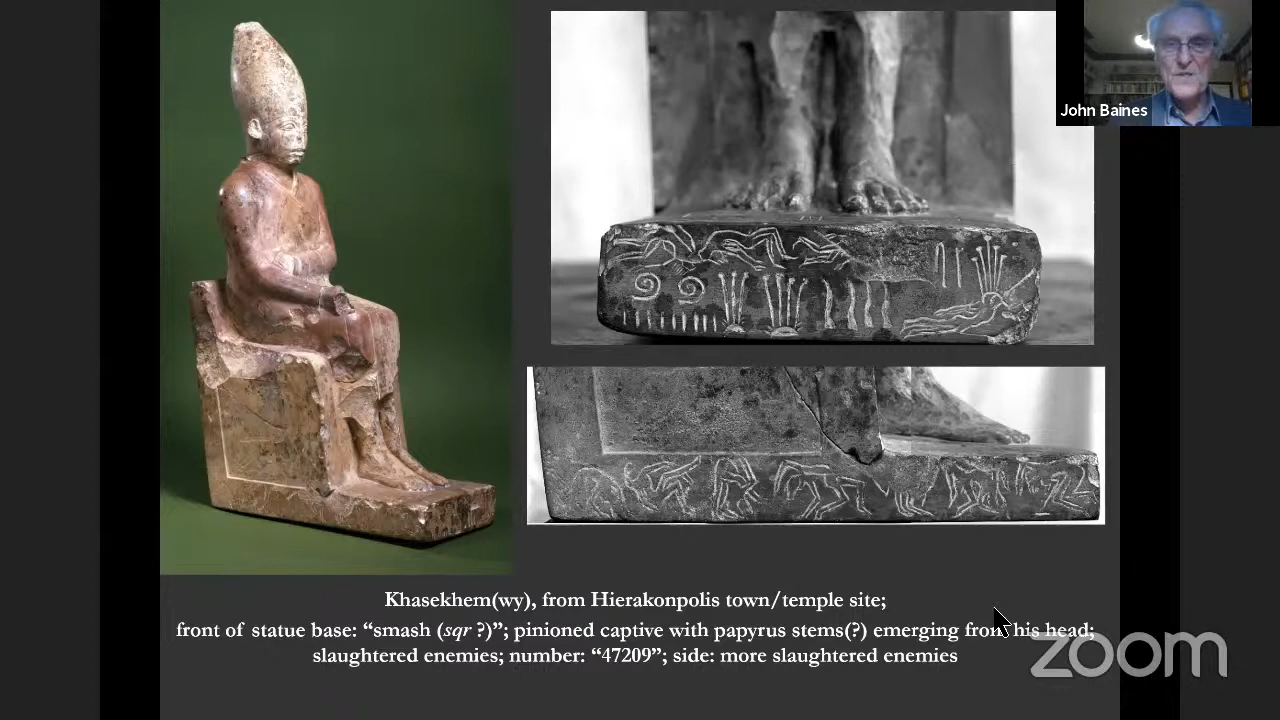 John Baines
Khasekhem(wy), from Hierakonpolis town/temple site;
front of statue base: “smash (sqr ?)”; pinioned captive with papyrus stems(?) emerging from his head;
slaughtered enemies; number: “47209”; side: more slaughtered enemies
zoom